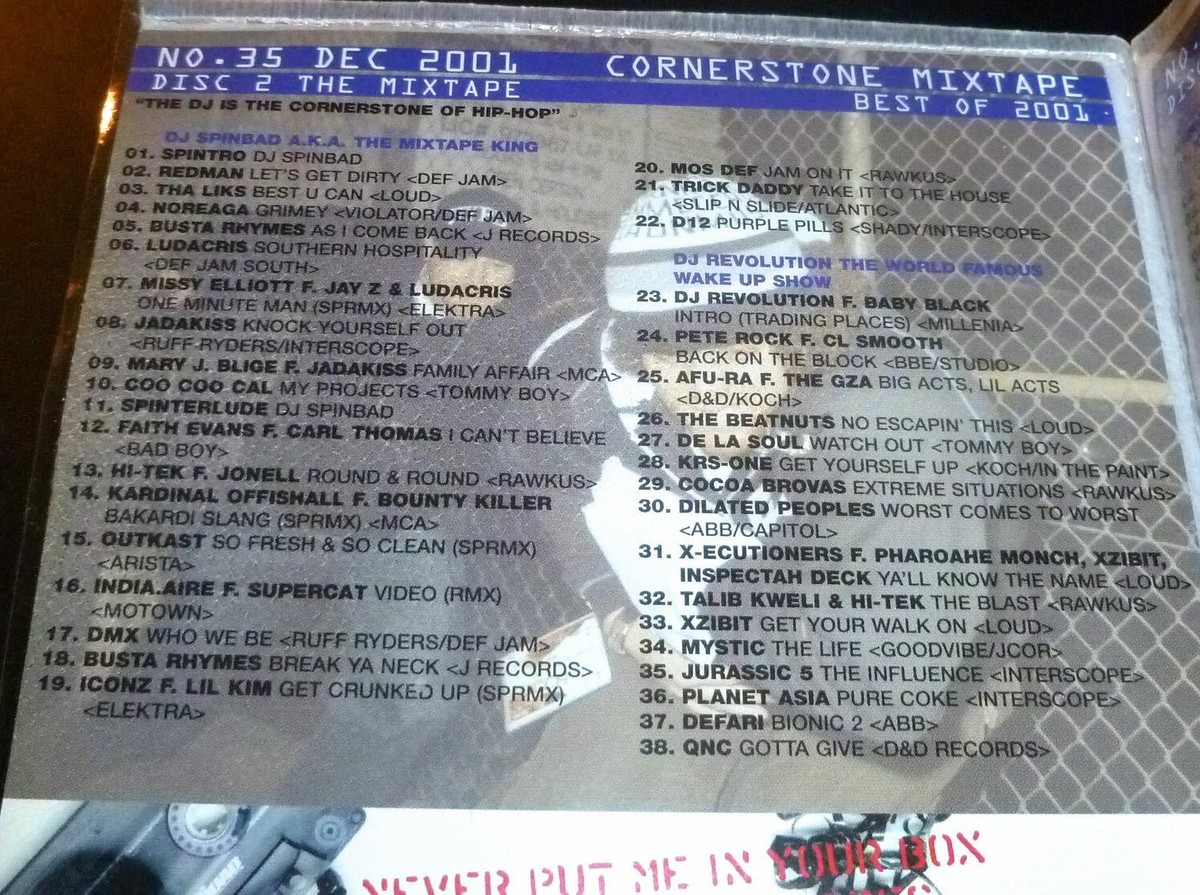 NO.35 DEC 2001
CORNERSTONE MIXTAPE
DISC 2 THE MIXTAPE
BEST OF 2001
"THE DJ IS THE CORNERSTONE OF HIP-HOP"
DJ SPINBAD A.K.A. THE MIXTAPE KING
01. SPINTRO DJ SPINBAD
02. REDMAN LET'S GET DIRTY <DEF JAM>
03. THA LIKS BEST U CAN <LOUD>
04. NOREAGA GRIMEY <VIOLATOR/DEF JAM>
05. BUSTA RHYMES AS I COME BACK <J RECORDS>
06. LUDACRIS SOUTHERN HOSPITALITY
<DEF JAM SOUTH>
07. MISSY ELLIOTT F. JAY Z & LUDACRIS
ONE MINUTE MAN (SPRMX) <ELEKTRA>
08. JADAKISS KNOCK YOURSELF OUT
<RUFF RYDERS/INTERSCOPE>
09. MARY J. BLIGE F. JADAKISS FAMILY AFFAIR <MCA>
10. COO COO CAL MY PROJECTS <TOMMY BOY>
11. SPINTERLUDE DJ SPINBAD
12. FAITH EVANS F. CARL THOMAS I CAN'T BELIEVE
<BAD BOY>
13. HI-TEK F. JONELL ROUND & ROUND <RAWKUS>
14. KARDINAL OFFISHALL F. BOUNTY KILLER
BAKARDI SLANG (SPRMX) <MCA>
15. OUTKAST SO FRESH & SO CLEAN (SPRMX)
<ARISTA>
16. INDIA.AIRE F. SUPERCAT VIDEO (RMX)
<MOTOWN>
17. DMX WHO WE BE <RUFF RYDERS/DEF JAM>
18. BUSTA RHYMES BREAK YA NECK <J RECORDS>
19. ICONZ F. LIL KIM GET CRUNKED UP (SPRMX)
<ELEKTRA>
20. MOS DEF JAM ON IT <RAWKUS>
21. TRICK DADDY TAKE IT TO THE HOUSE
<SLIP N SLIDE/ATLANTIC>
22. D12 PURPLE PILLS <SHADY/INTERSCOPE>
DJ REVOLUTION THE WORLD FAMOUS
WAKE UP SHOW
23. DJ REVOLUTION F. BABY BLACK
INTRO (TRADING PLACES) <MILLENIA>
24. PETE ROCK F. CL SMOOTH
BACK ON THE BLOCK <BBE/STUDIO>
25. AFU-RA F. THE GZA BIG ACTS, LIL ACTS
<D&D/KOCH>
26. THE BEATNUTS NO ESCAPIN' THIS <LOUD>
27. DE LA SOUL WATCH OUT <TOMMY BOY>
28. KRS-ONE GET YOURSELF UP <KOCH/IN THE PAINT>
29. COCOA BROVAS EXTREME SITUATIONS <RAWKUS>
30. DILATED PEOPLES WORST COMES TO WORST
<ABB/CAPITOL>
31. X-ECUTIONERS F. PHAROAHE MONCH, XZIBIT,
INSPECTAH DECK YA'LL KNOW THE NAME <LOUD>
32. TALIB KWELI & HI-TEK THE BLAST <RAWKUS>
33. XZIBIT GET YOUR WALK ON <LOUD>
34. MYSTIC THE LIFE <GOODVIBE/JCOR>
35. JURASSIC 5 THE INFLUENCE <INTERSCOPE>
36. PLANET ASIA PURE COKE <INTERSCOPE>
37. DEFARI BIONIC 2 <ABB>
38. QNC GOTTA GIVE <D&D RECORDS>
NEVER PUT ME IN YOUR BOX